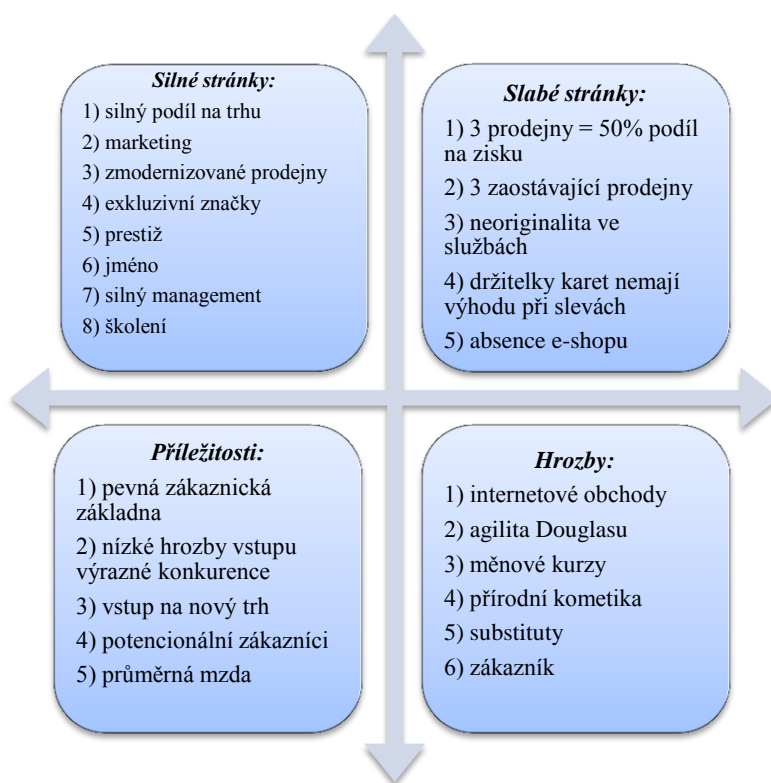 Silné stránky:
1) silný podíl na trhu
2) marketing
3) zmodernizované prodejny
4) exkluzivní značky
5) prestiž
6) jméno
7) silný management
8) školení
Slabé stránky:
1) 3 prodejny = 50% podíl
na zisku
2) 3 zaostávající prodejny
3) neoriginalita ve
službách
4) držitelky karet nemají
výhodu při slevách
5) absence e-shopu
Příležitosti:
1) pevná zákaznická
základna
2) nízké hrozby vstupu
výrazné konkurence
3) vstup na nový trh
4) potencionální zákazníci
5) průměrná mzda
Hrozby:
1) internetové obchody
2) agilita Douglasu
3) měnové kurzy
4) přírodní kometika
5) substituty
6) zákazník